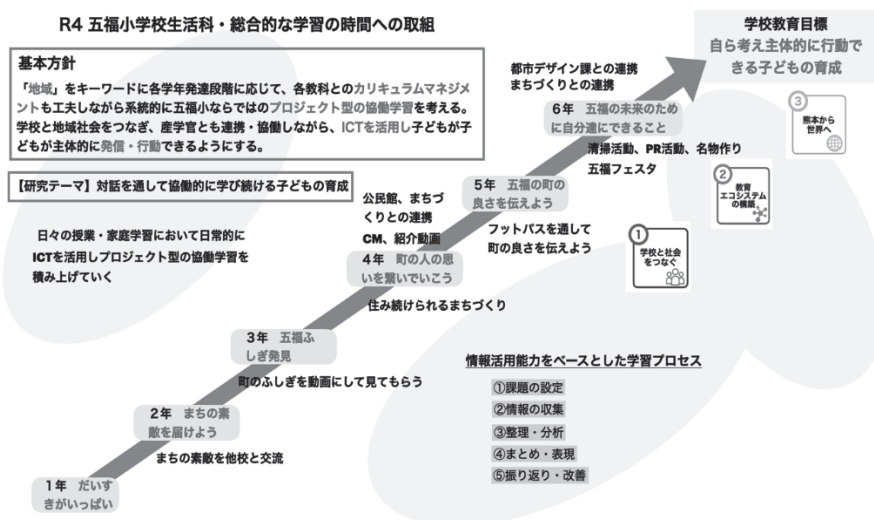 R4 五福小学校生活科・総合的な学習の時間への取組
基本方針
「地域」をキーワードに各学年発達段階に応じて、各教科とのカリキュラムマネジメ
ントも工夫しながら系統的に五福小ならではのプロジェクト型の協働学習を考える。
学校と地域社会をつなぎ、産学官とも連携・協働しながら、ICTを活用し子どもが子
どもが主体的に発信・行動できるようにする。
【研究テーマ】対話を通して協働的に学び続ける子どもの育成
日々の授業・家庭学習において日常的に
ICTを活用しプロジェクト型の協働学習を
積み上げていく
学校教育目標
自ら考え主体的に行動で
きる子どもの育成
都市デザイン課との連携
まちづくりとの連携
6年 五福の未来のため
に自分達にできること
清掃活動、PR活動、名物作り
五福フェスタ
5年 五福の町の
良さを伝えよう
フットパスを通して
町の良さを伝えよう
公民館、まちづ
くりとの連携
CM、紹介動画
4年 町の人の思
いを繋いでいこう
住み続けられるまちづくり
3年 五福ふ
しぎ発見
町のふしぎを動画にして見てもらう
2年 まちの素
敵を届けよう
まちの素敵を他校と交流
1年 だいす
きがいっぱい
③
熊本から
世界へ
②
教育
エコシステム
の構築
①
学校と社会
をつなぐ
情報活用能力をベースとした学習プロセス
①課題の設定
②情報の収集
③整理・分析
④まとめ・表現
⑤振り返り・改善